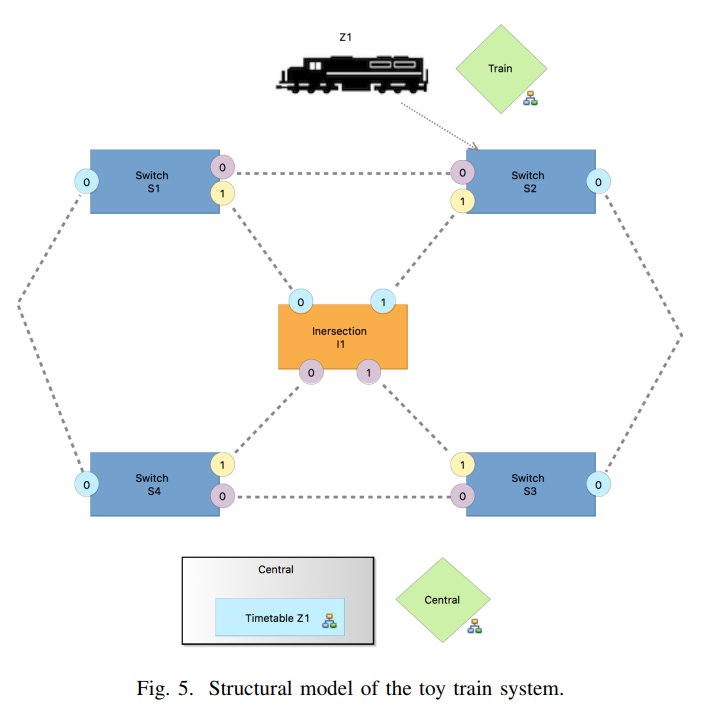 Z1
Train
Switch
S1
0
0
1
Switch
S2
0
1
0
Inersection
I1
0
1
0
1
Switch
S4
0
1
0
Switch
S3
1
0
0
Central
Timetable Z1
Central
Fig. 5. Structural model of the toy train system.